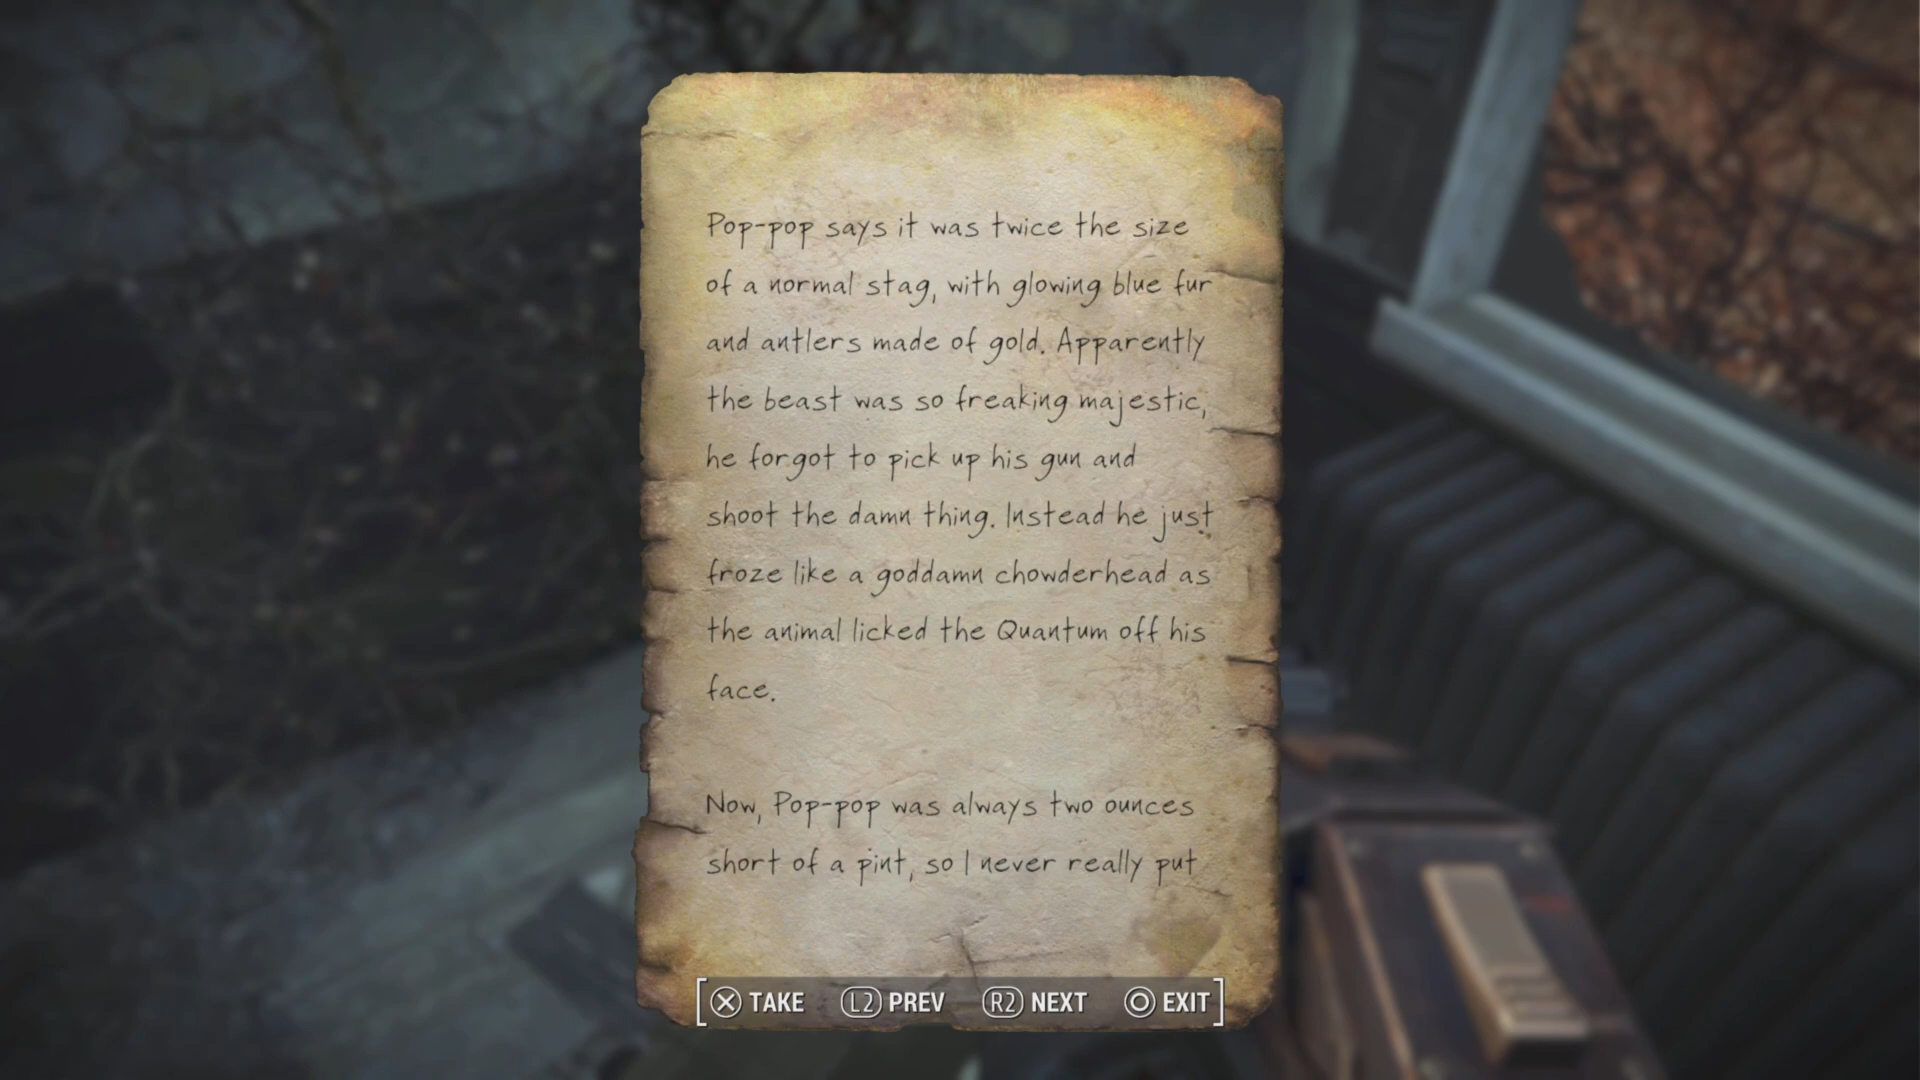 Pop-pop says it was twice the size
of a normal stag, with glowing blue fur
and antlers made of gold. Apparently
the beast was so freaking majestic,
he forgot to pick up his gun and
shoot the damn thing. Instead he just
froze like a goddamn chowderhead as
the animal licked the Quantum off his
face.
Now, Pop-pop was always two ounces
short of a pint, so I never really put
TAKE L2 PREV R2 NEXT EXIT